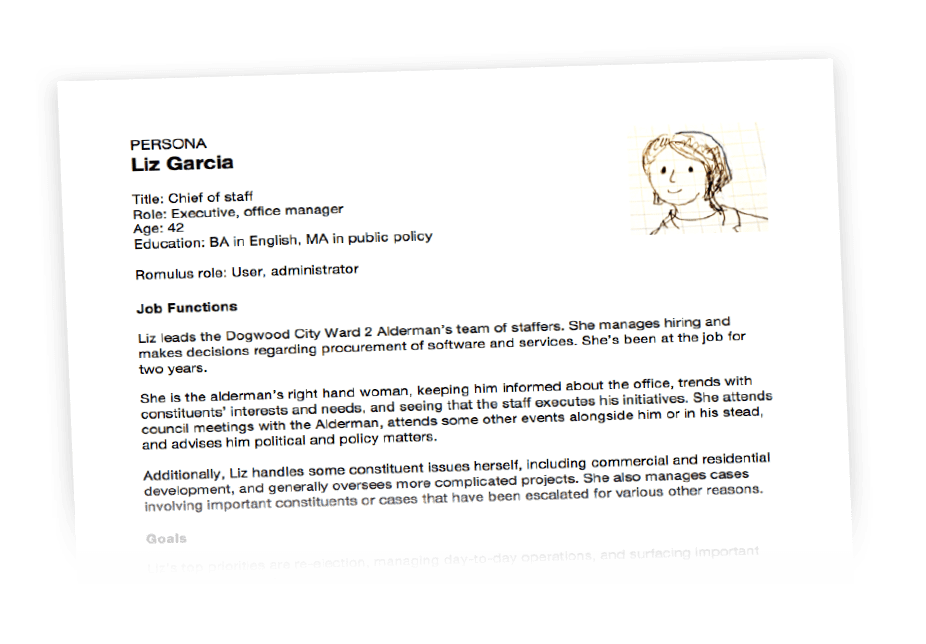 PERSONA
Liz Garcia
Title: Chief of staff
Role: Executive, office manager
Age: 42
Education: BA in English, MA in public policy
Romulus role: User, administrator
Job Functions
Liz leads the Dogwood City Ward 2 Alderman's team of staffers. She manages hiring and
makes decisions regarding procurement of software and services. She's been at the job for
two years.
She is the alderman's right hand woman, keeping him informed about the office, trends with
constituents' interests and needs, and seeing that the staff executes his initiatives. She attends
council meetings with the Alderman, attends some other events alongside him or in his stead,
and advises him political and policy matters.
Additionally, Liz handles some constituent issues herself, including commercial and residential
development, and generally oversees more complicated projects. She also manages cases
involving important constituents or cases that have been escalated for various other reasons.
Goals
Liz's top priorities are re-election, managing day-to-day operations, and surfacing important